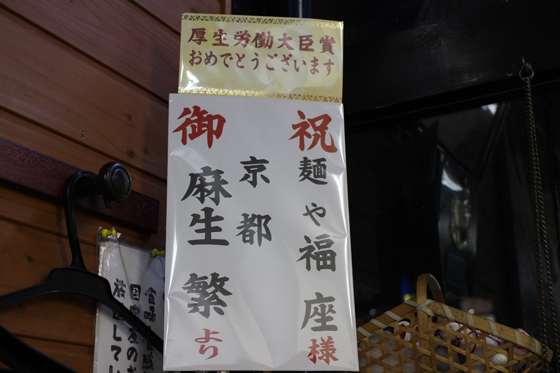 厚生労働大臣賞
おめでとうございます
祝 麺や福座様
京都
御 麻生 繁より